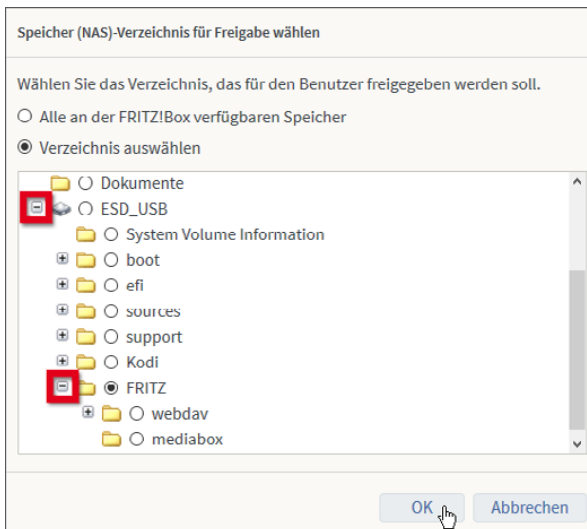 Speicher (NAS)-Verzeichnis für Freigabe wählen
Wählen Sie das Verzeichnis, das für den Benutzer freigegeben werden soll.
Alle an der FRITZ!Box verfügbaren Speicher
Verzeichnis auswählen
Dokumente
ESD_USB
System Volume Information
boot
efi
sources
support
Kodi
FRITZ
webdav
mediabox
OK Abbrechen